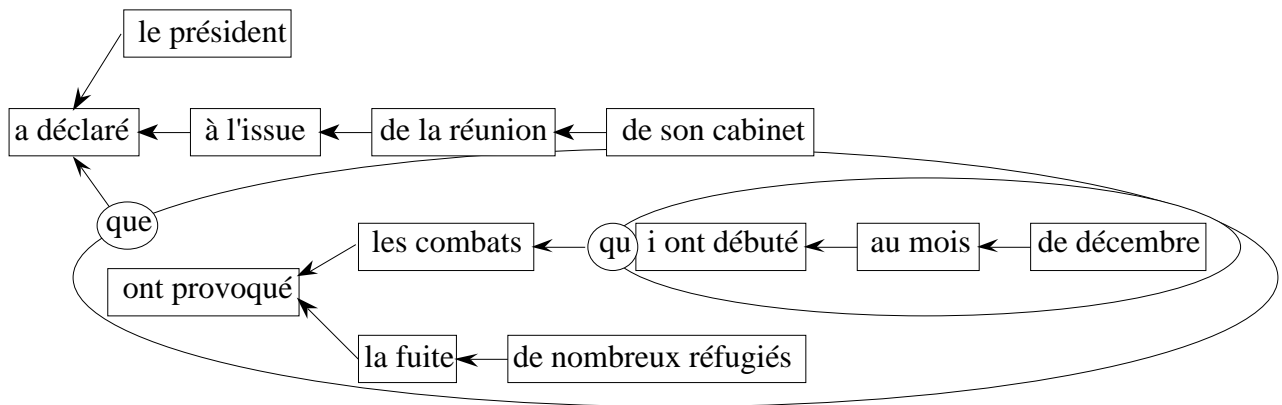 le président
a déclaré à l'issue de la réunion de son cabinet
que
les combats qu i ont débuté au mois de décembre
ont provoqué
la fuite de nombreux réfugiés